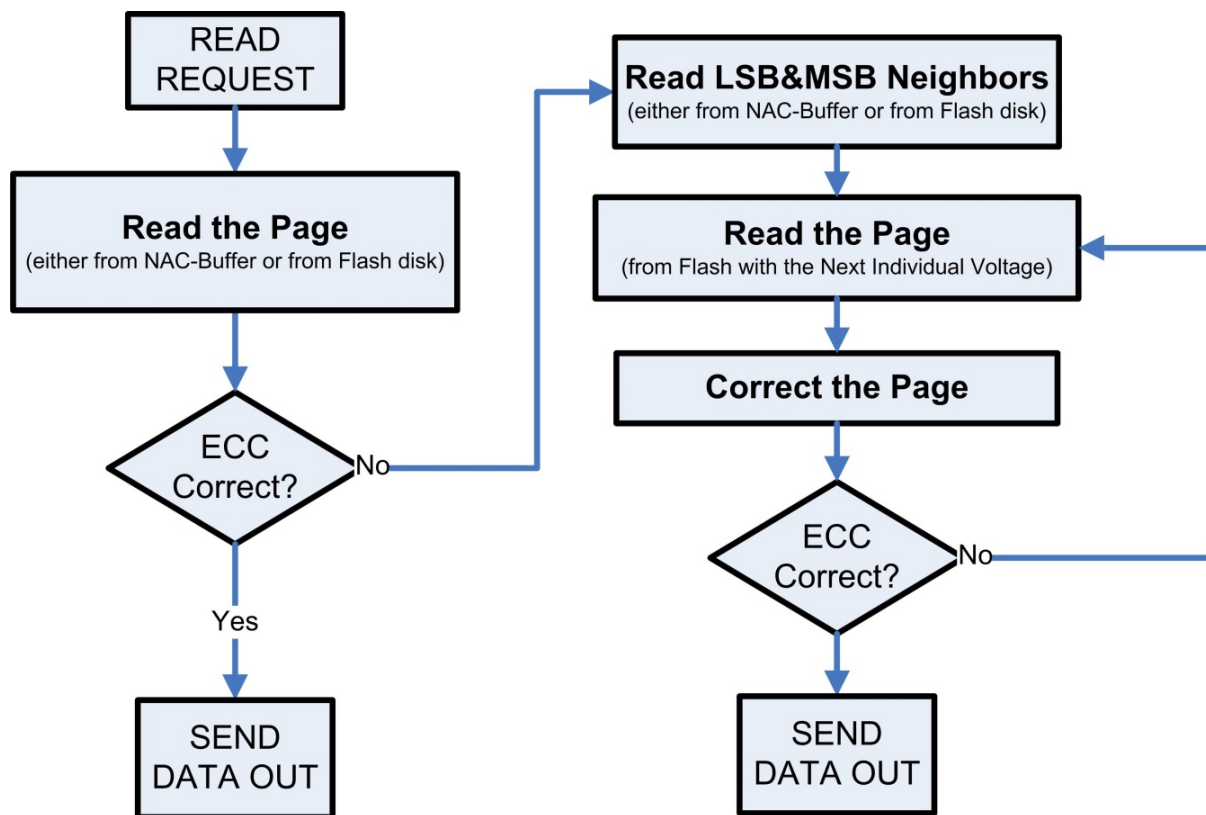 READ
REQUEST
Read the Page
(either from NAC-Buffer or from Flash disk)
ECC
Correct?
No
Yes
SEND
DATA OUT
Read LSB&MSB Neighbors
(either from NAC-Buffer or from Flash disk)
Read the Page
(from Flash with the Next Individual Voltage)
Correct the Page
ECC
Correct?
No
SEND
DATA OUT